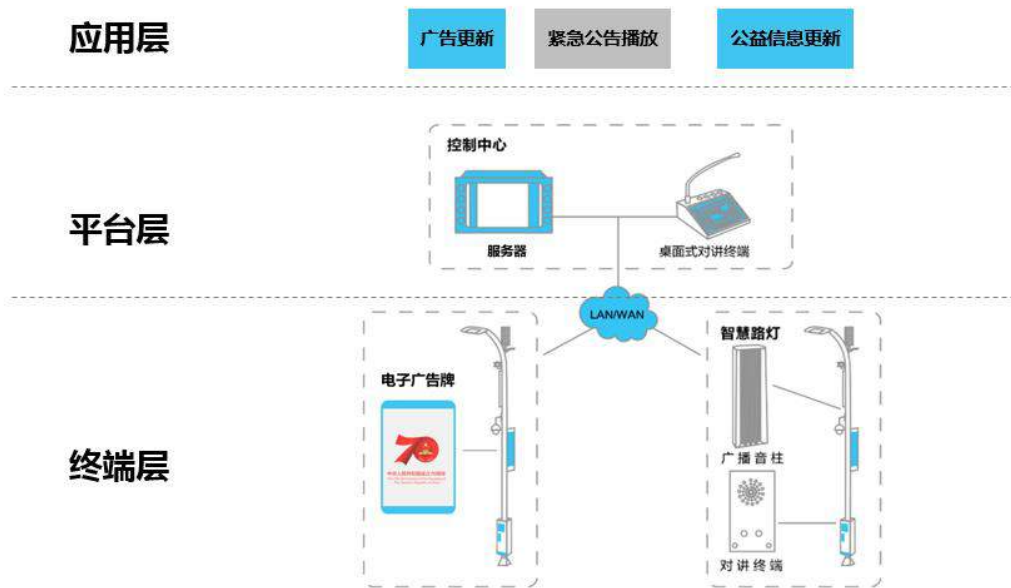 应用层
广告更新
紧急公告播放
公益信息更新
控制中心
平台层
服务器
桌面式对讲终端
LAN/WAN
智慧路灯
电子广告牌
70
广播音柱
终端层
对讲终端